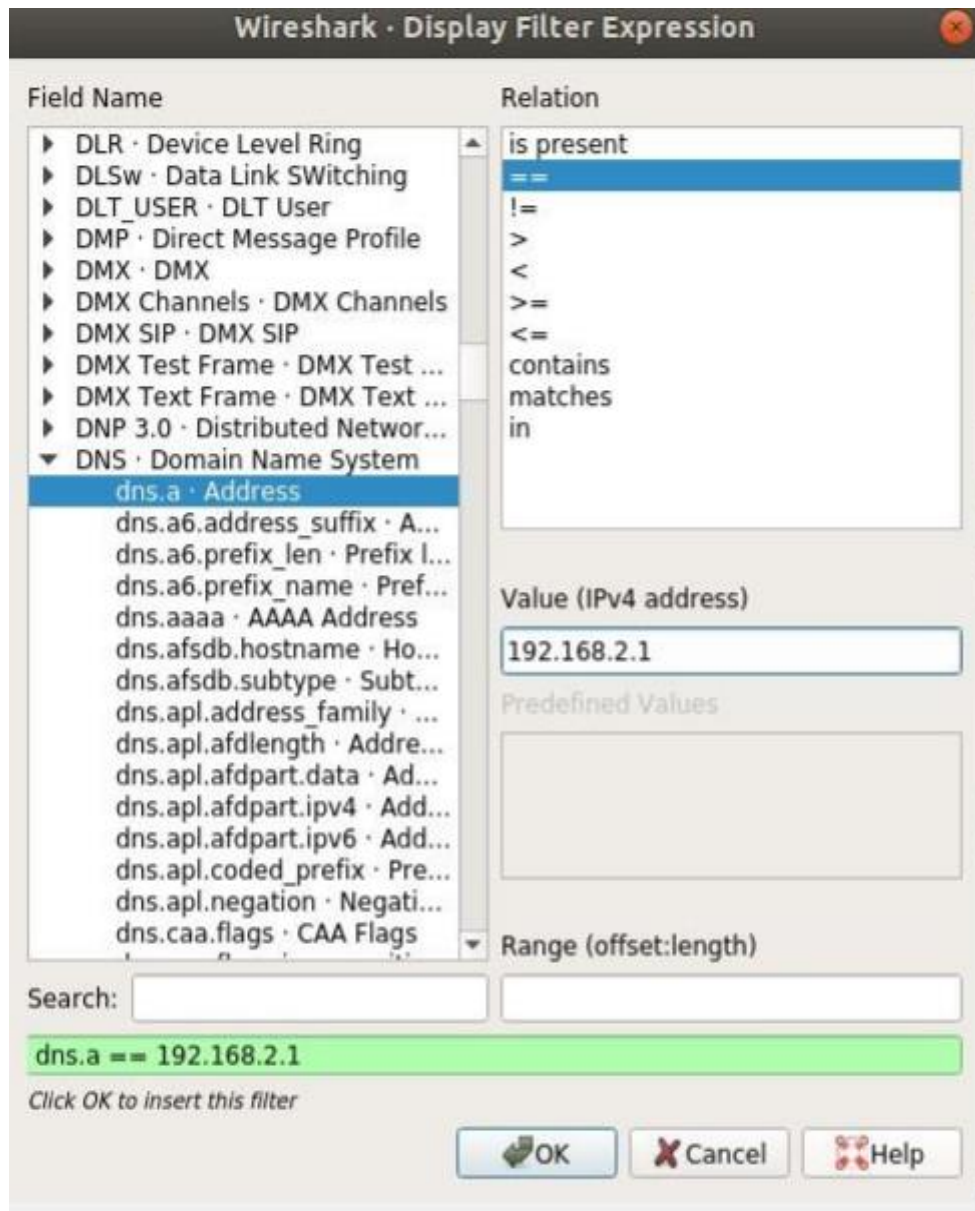 Wireshark · Display Filter Expression
Field Name
DLR · Device Level Ring
DLSw · Data Link SWitching
DLT_USER · DLT User
DMP · Direct Message Profile
DMX · DMX
DMX Channels · DMX Channels
DMX SIP · DMX SIP
DMX Test Frame · DMX Test ...
DMX Text Frame · DMX Text ...
DNP 3.0 · Distributed Networ...
DNS · Domain Name System
dns.a · Address
dns.a6.address_suffix · A...
dns.a6.prefix_len · Prefix l...
dns.a6.prefix_name · Pref...
dns.aaaa · AAAA Address
dns.afsdb.hostname · Ho...
dns.afsdb.subtype · Subt...
dns.apl.address_family · ...
dns.apl.afdlength · Addre...
dns.apl.afdpart.data · Ad...
dns.apl.afdpart.ipv4 · Add...
dns.apl.afdpart.ipv6 · Add...
dns.apl.coded_prefix · Pre...
dns.apl.negation · Negati...
dns.caa.flags · CAA Flags
Relation
is present
==
!=
>
<
>=
<=
contains
matches
in
Value (IPv4 address)
192.168.2.1
Predefined Values
Range (offset:length)
Search:
dns.a == 192.168.2.1
Click OK to insert this filter
OK
Cancel
Help